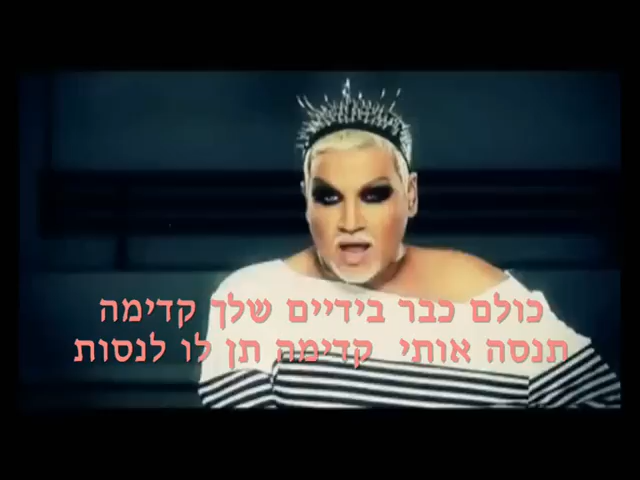 כולם כבר בידיים שלך קדימה
תנסה אותי קדימה תן לו לנסות